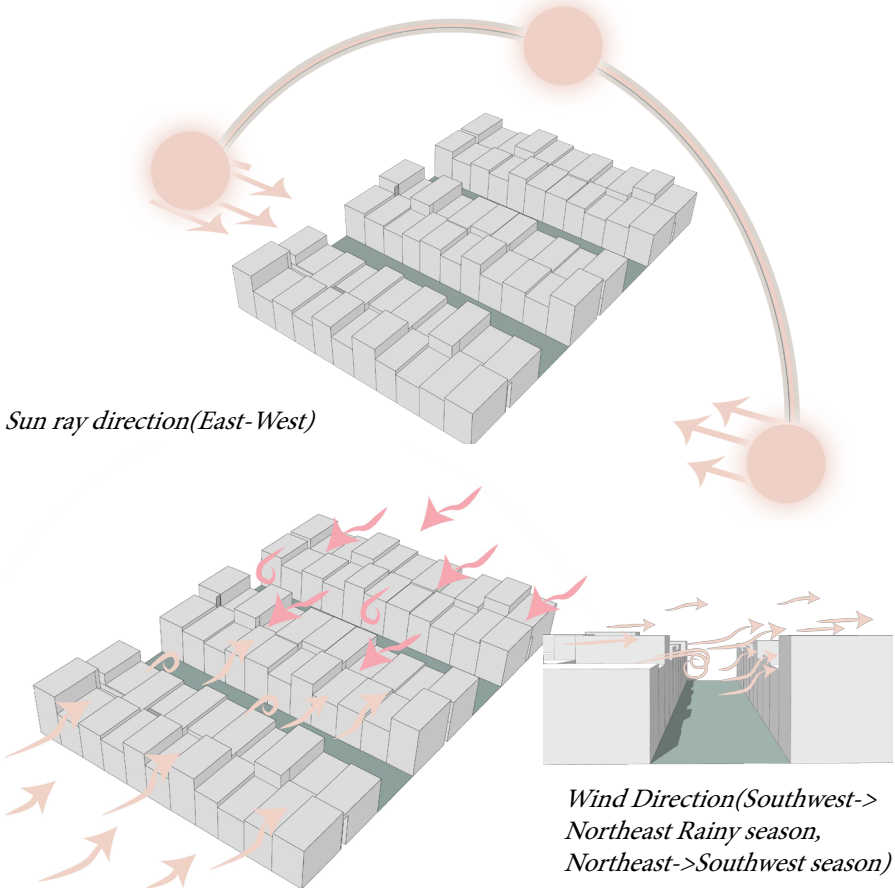 Sun ray direction(East-West)
Wind Direction(Southwest->
Northeast Rainy season,
Northeast->Southwest season)